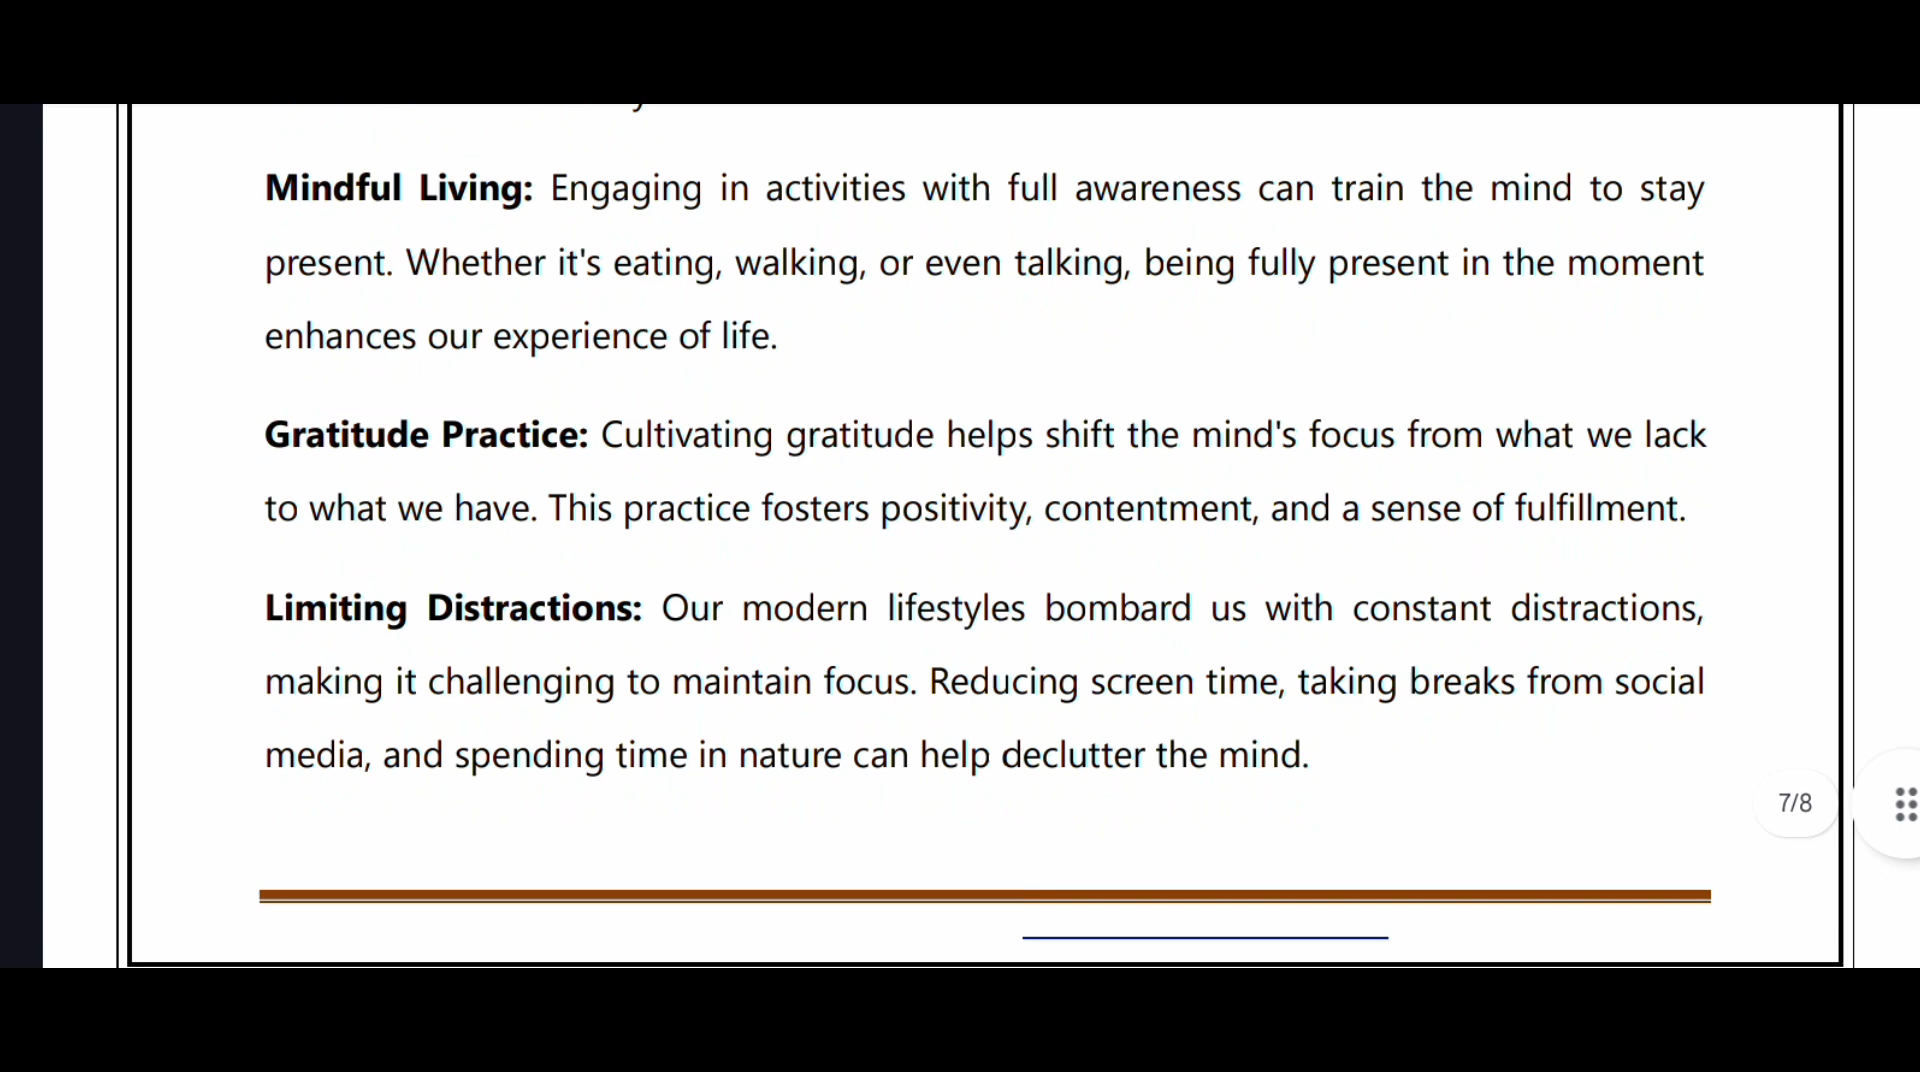 Mindful Living: Engaging in activities with full awareness can train the mind to stay
present. Whether it's eating, walking, or even talking, being fully present in the moment
enhances our experience of life.
Gratitude Practice: Cultivating gratitude helps shift the mind's focus from what we lack
to what we have. This practice fosters positivity, contentment, and a sense of fulfillment.
Limiting Distractions: Our modern lifestyles bombard us with constant distractions,
making it challenging to maintain focus. Reducing screen time, taking breaks from social
media, and spending time in nature can help declutter the mind.
7/8